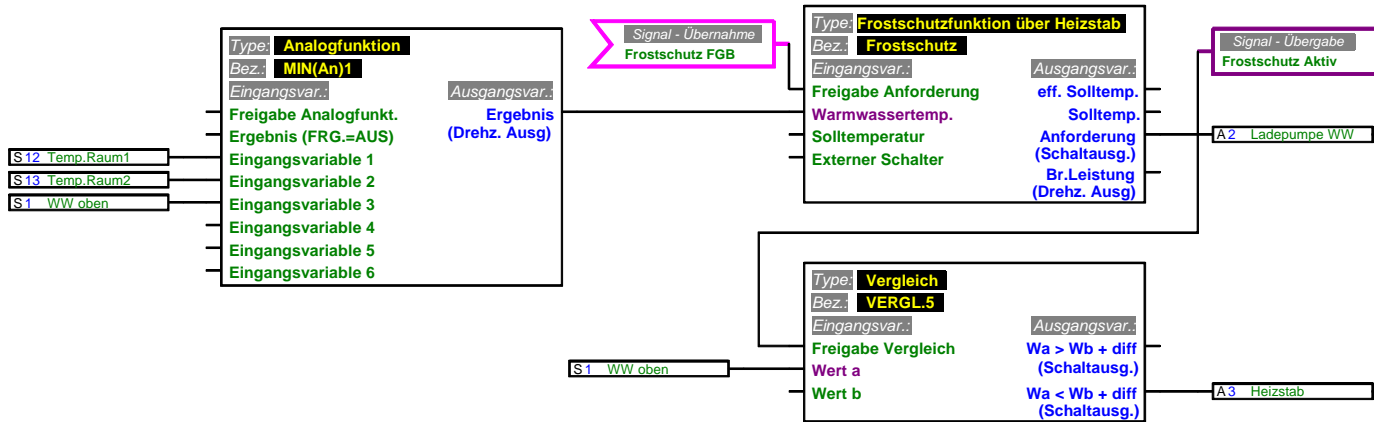 Type: Analogfunktion
Bez.: MIN(An)1
Eingangsvar.: Ausgangsvar.:
Freigabe Analogfunkt. Ergebnis
Ergebnis (FRG.=AUS) (Drehz. Ausg)
Eingangsvariable 1
Eingangsvariable 2
Eingangsvariable 3
Eingangsvariable 4
Eingangsvariable 5
Eingangsvariable 6
S 12 Temp.Raum1
S 13 Temp.Raum2
S 1 WW oben
Signal - Übernahme
Frostschutz FGB
Type: Frostschutzfunktion über Heizstab
Bez.: Frostschutz
Eingangsvar.: Ausgangsvar.:
Freigabe Anforderung eff. Solltemp.
Warmwassertemp. Solltemp.
Solltemperatur Anforderung
(Schaltausg.)
Externer Schalter
Br.Leistung
(Drehz. Ausg)
Signal - Übergabe
Frostschutz Aktiv
A 2 Ladepumpe WW
Type: Vergleich
Bez.: VERGL.5
Eingangsvar.: Ausgangsvar.:
Freigabe Vergleich Wa > Wb + diff
Wert a (Schaltausg.)
Wert b Wa < Wb + diff
(Schaltausg.)
S 1 WW oben
A 3 Heizstab